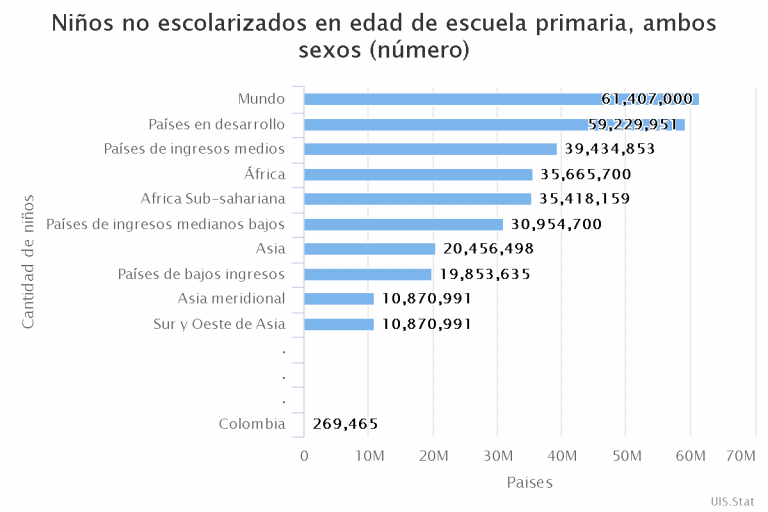 Niños no escolarizados en edad de escuela primaria, ambos
sexos (número)
Cantidad de niños
Mundo 61,407,000
Países en desarrollo 59,229,951
Países de ingresos medios 39,434,853
África 35,665,700
Africa Sub-sahariana 35,418,159
Países de ingresos medianos bajos 30,954,700
Asia 20,456,498
Países de bajos ingresos 19,853,635
Asia meridional 10,870,991
Sur y Oeste de Asia 10,870,991
.
.
.
Colombia 269,465
0 10M 20M 30M 40M 50M 60M 70M
Paises
UIS.Stat